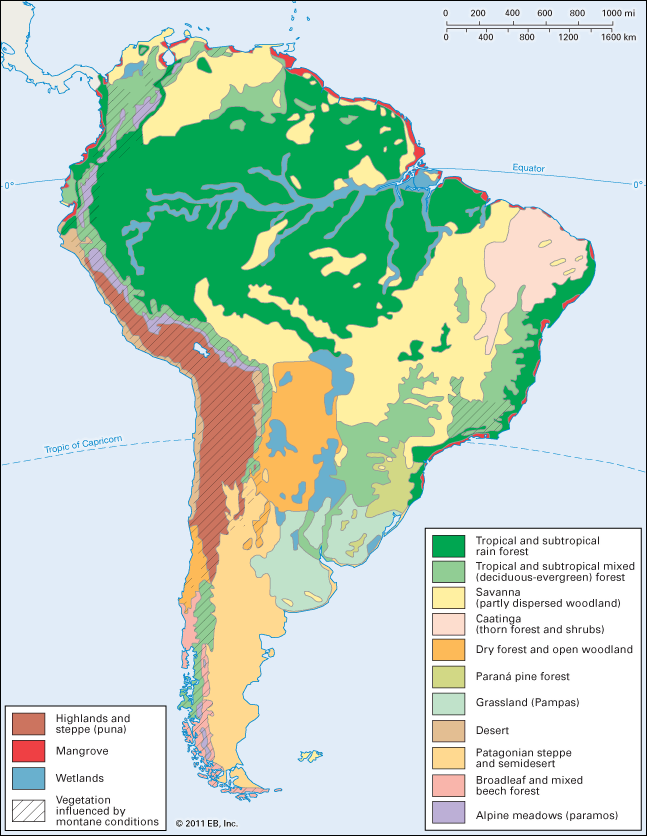 0 200 400 600 800 1000 mi
0 200 400 600 800 1200 1600 km
Equator
0°
0°
Tropic of Capricorn
Tropical and subtropical
rain forest
Tropical and subtropical mixed
(deciduous-evergreen) forest
Savanna
(partly dispersed woodland)
Caatinga
(thorn forest and shrubs)
Dry forest and open woodland
Paraná pine forest
Grassland (Pampas)
Desert
Patagonian steppe
and semidesert
Broadleaf and mixed
beech forest
Alpine meadows (paramos)
Highlands and
steppe (puna)
Mangrove
Wetlands
Vegetation
influenced by
montane conditions
© 2011 EB, Inc.